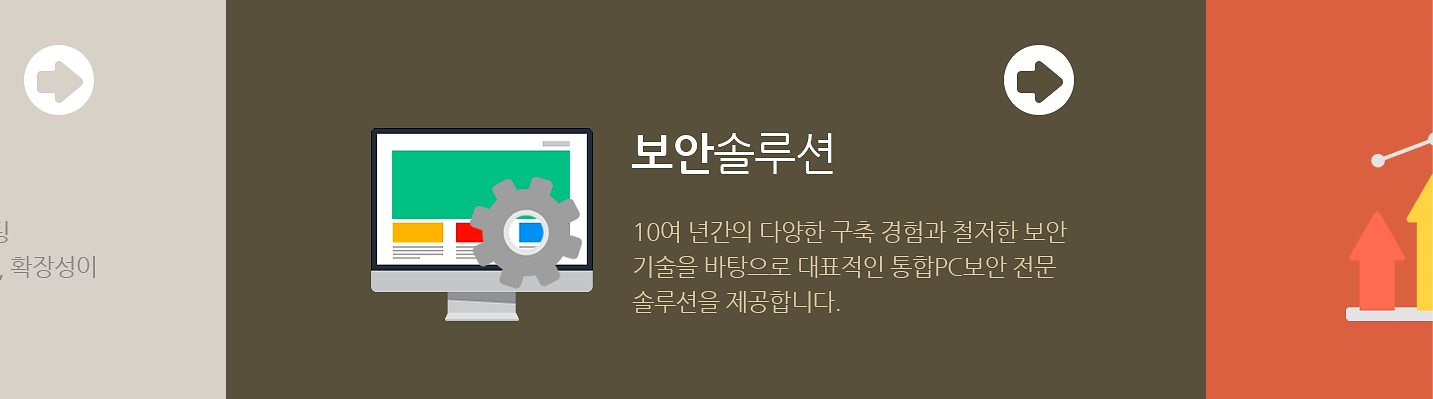 , 확장성이
보안솔루션
10여 년간의 다양한 구축 경험과 철저한 보안
기술을 바탕으로 대표적인 통합PC보안 전문
솔루션을 제공합니다.